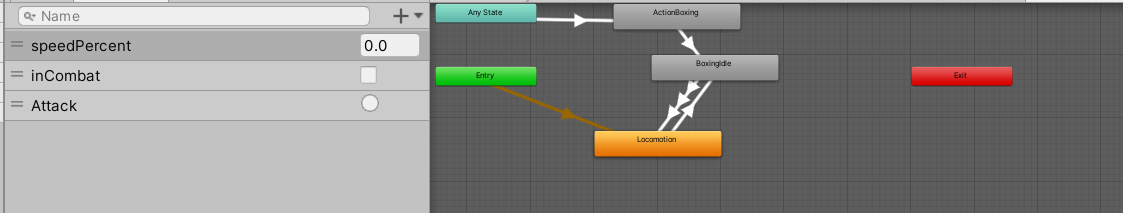 Name
speedPercent
0.0
inCombat
Attack
Any State
ActionBoxing
BoxingIdle
Entry
Exit
Locomotion